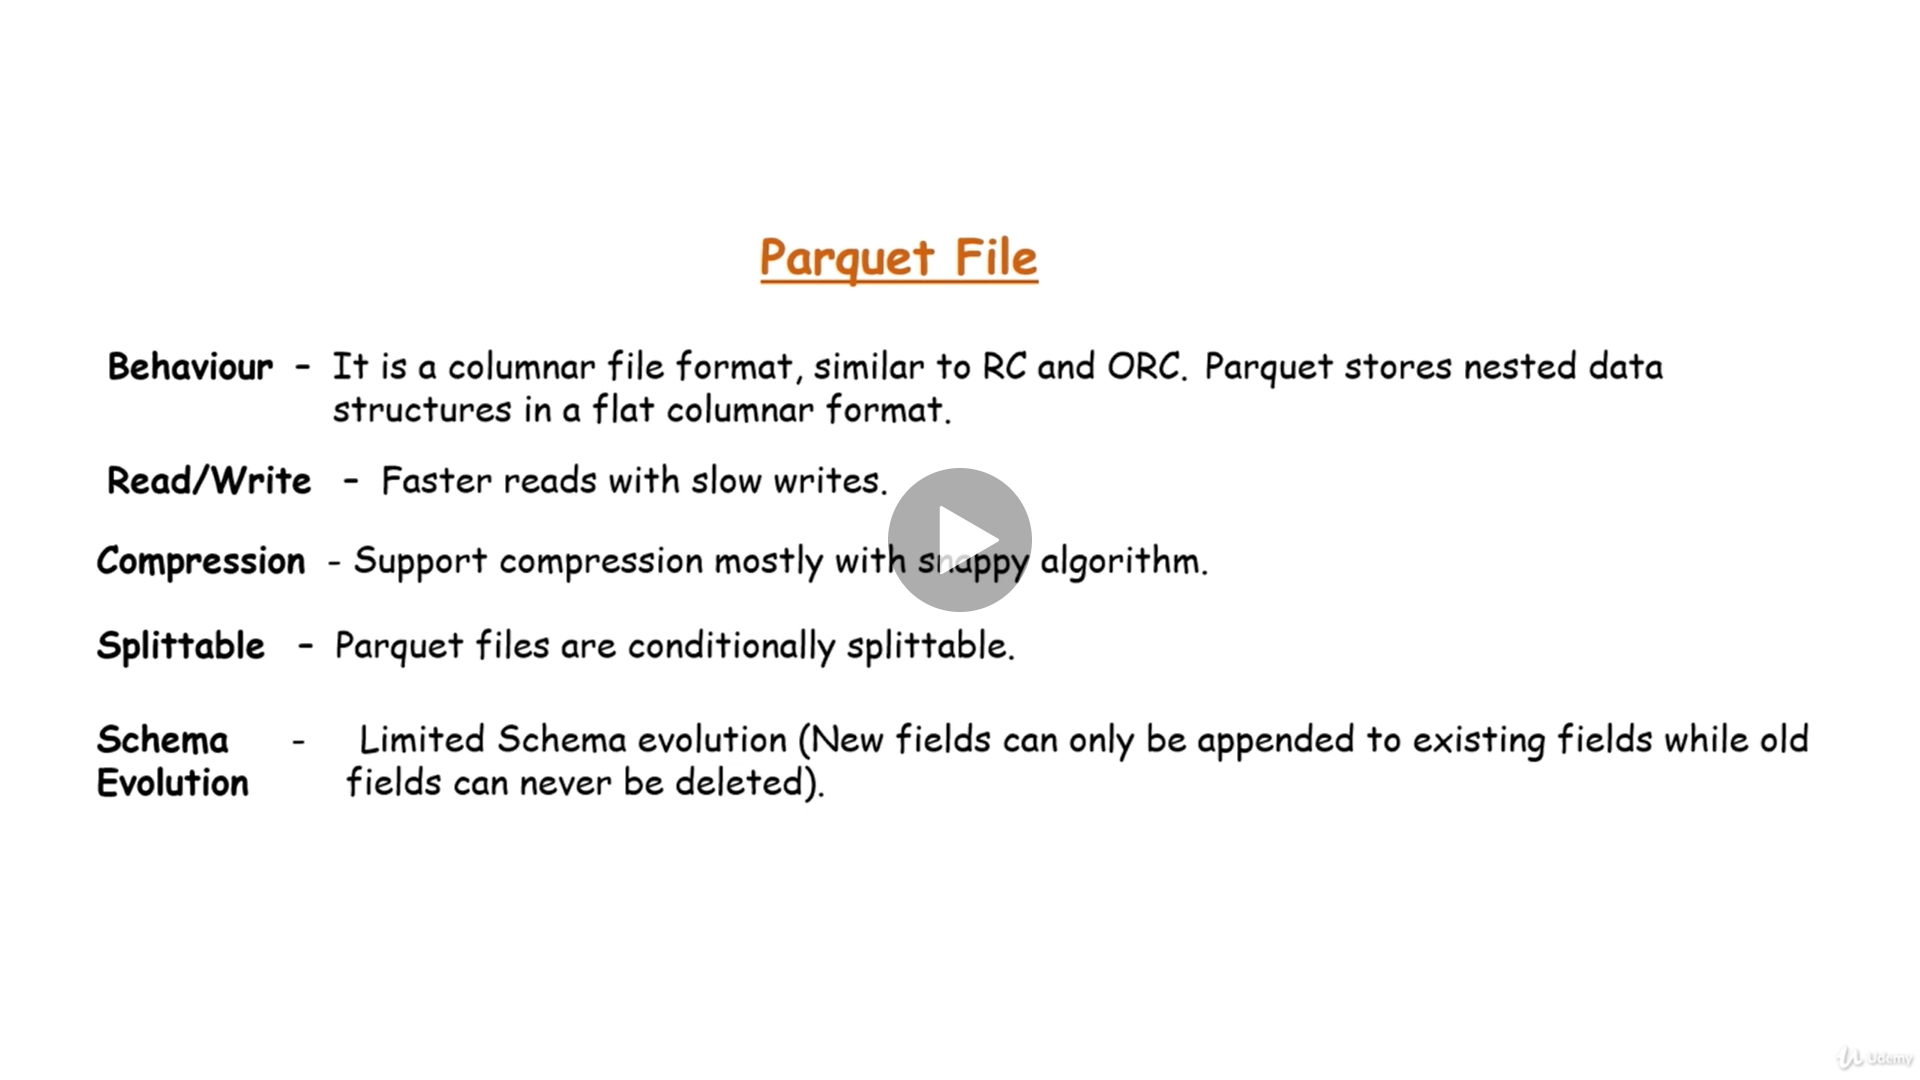 Parquet File
Behaviour - It is a columnar file format, similar to RC and ORC. Parquet stores nested data
structures in a flat columnar format.
Read/Write - Faster reads with slow writes.
Compression - Support compression mostly with snappy algorithm.
Splittable - Parquet files are conditionally splittable.
Schema - Limited Schema evolution (New fields can only be appended to existing fields while old
Evolution fields can never be deleted).
Udemy